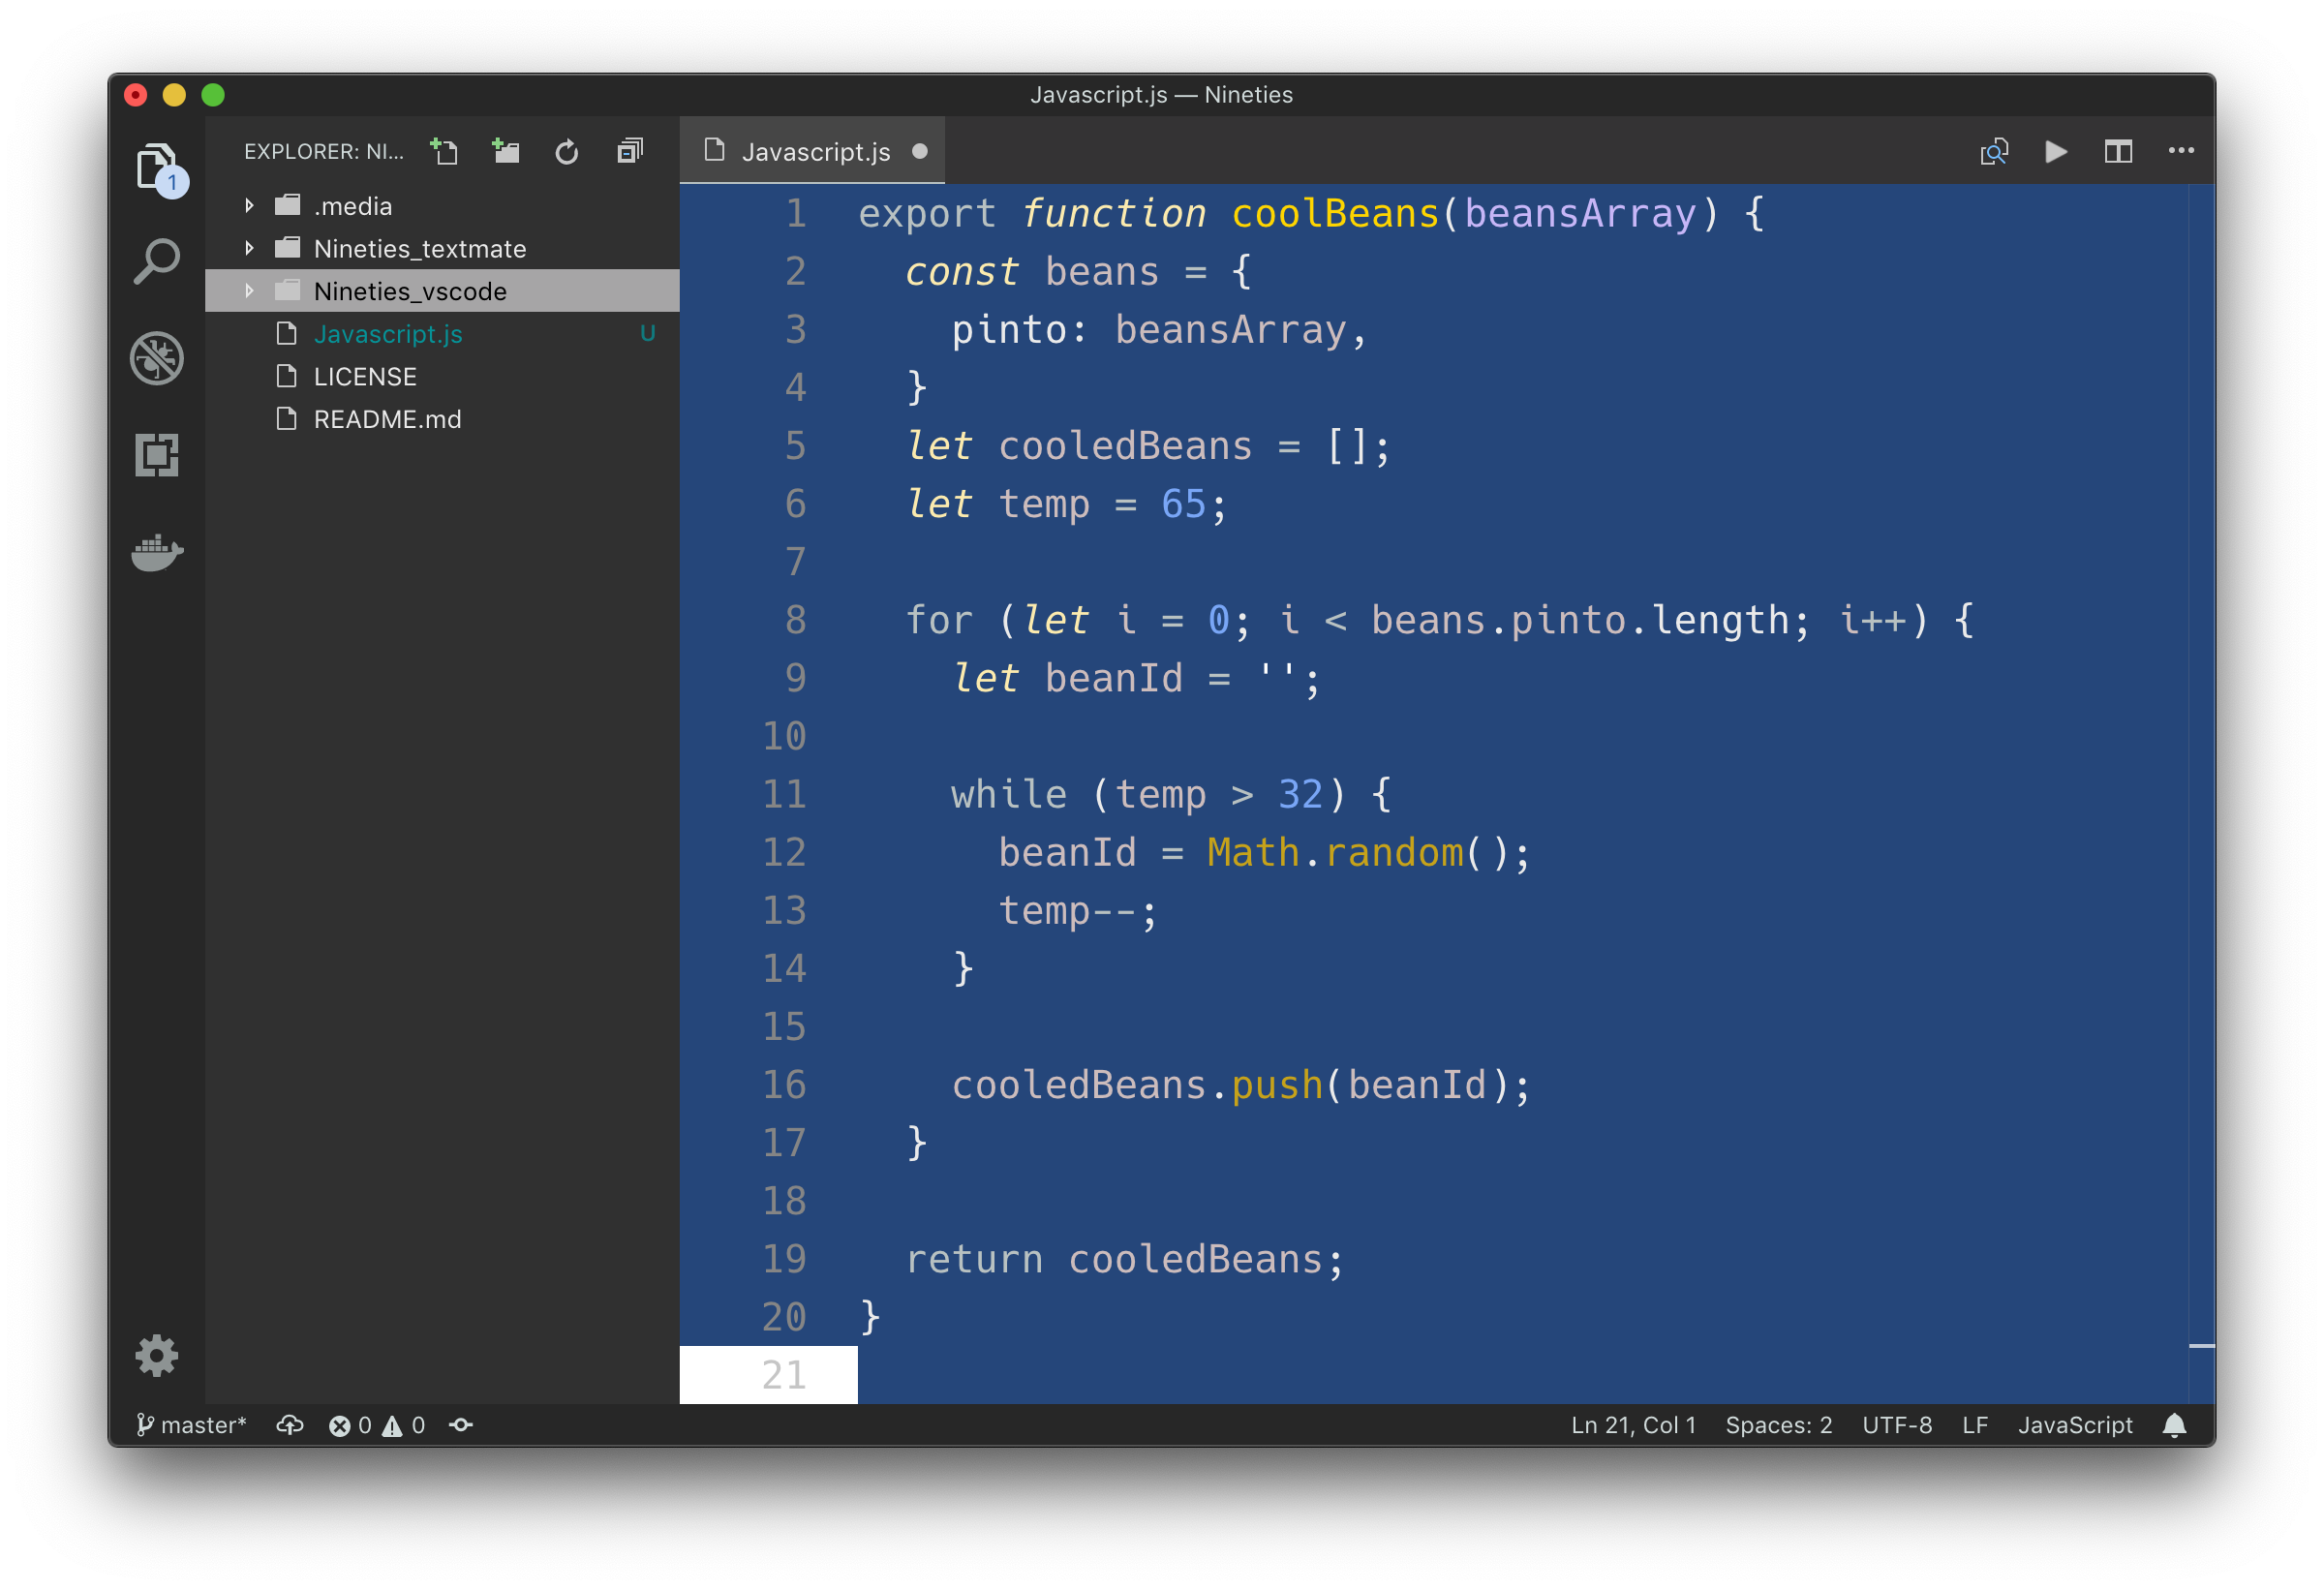 Javascript.js — Nineties
EXPLORER: NI...
1
.media
Nineties_textmate
Nineties_vscode
Javascript.js U
LICENSE
README.md
Javascript.js
1 export function coolBeans(beansArray) {
2   const beans = {
3     pinto: beansArray,
4   }
5   let cooledBeans = [];
6   let temp = 65;
7
8   for (let i = 0; i < beans.pinto.length; i++) {
9     let beanId = '';
10
11     while (temp > 32) {
12       beanId = Math.random();
13       temp--;
14     }
15
16     cooledBeans.push(beanId);
17   }
18
19   return cooledBeans;
20 }
21
master* 0 0 Ln 21, Col 1 Spaces: 2 UTF-8 LF JavaScript